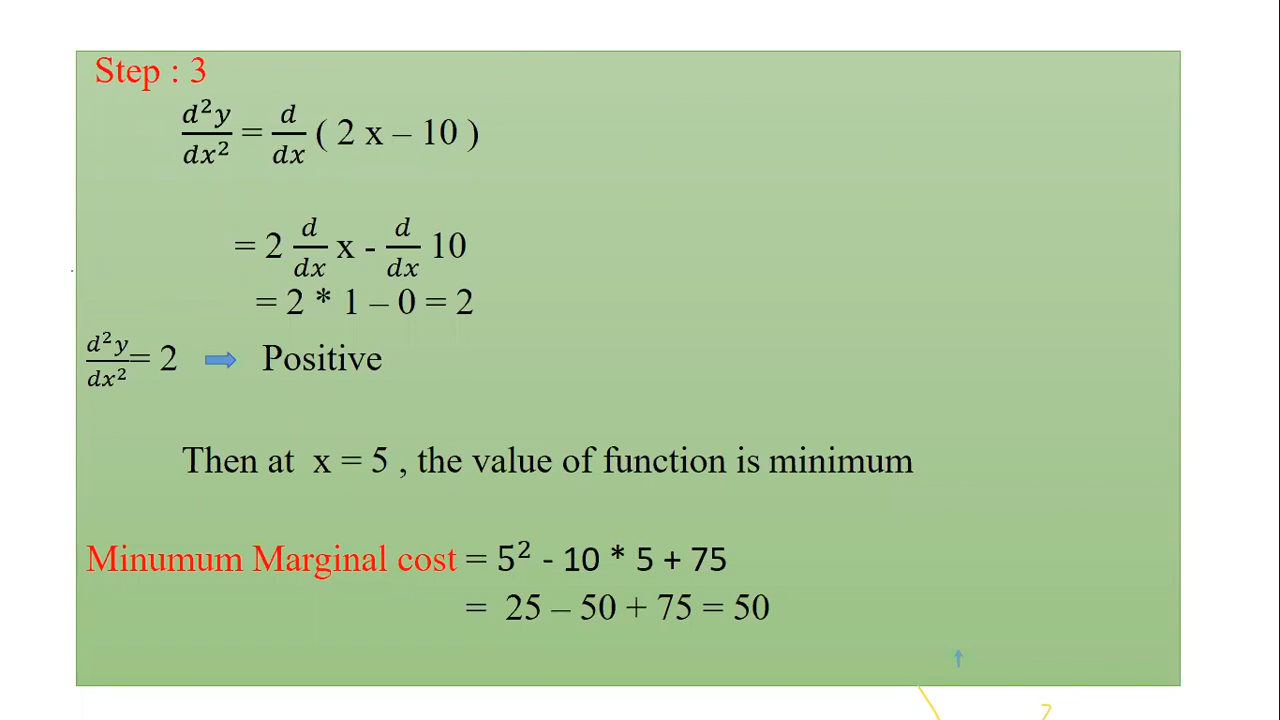 Step : 3
d²y/dx² = d/dx ( 2 x – 10 )
= 2 d/dx x - d/dx 10
= 2 * 1 – 0 = 2
d²y/dx² = 2 ⇨ Positive
Then at x = 5 , the value of function is minimum
Minumum Marginal cost = 5² - 10 * 5 + 75
= 25 – 50 + 75 = 50